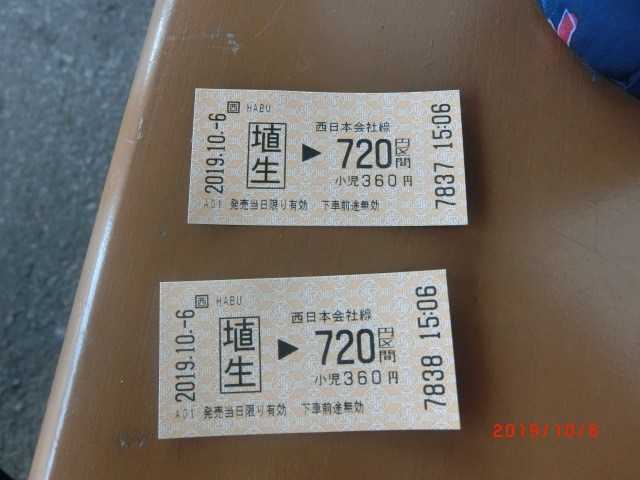 西 HABU
2019.10.-6
埴生
西日本会社線
▶ 720円区間
小児360円
A01 発売当日限り有効 下車前途無効
7837 15:06
西 HABU
2019.10.-6
埴生
西日本会社線
▶ 720円区間
小児360円
A01 発売当日限り有効 下車前途無効
7838 15:06
2019/10/6